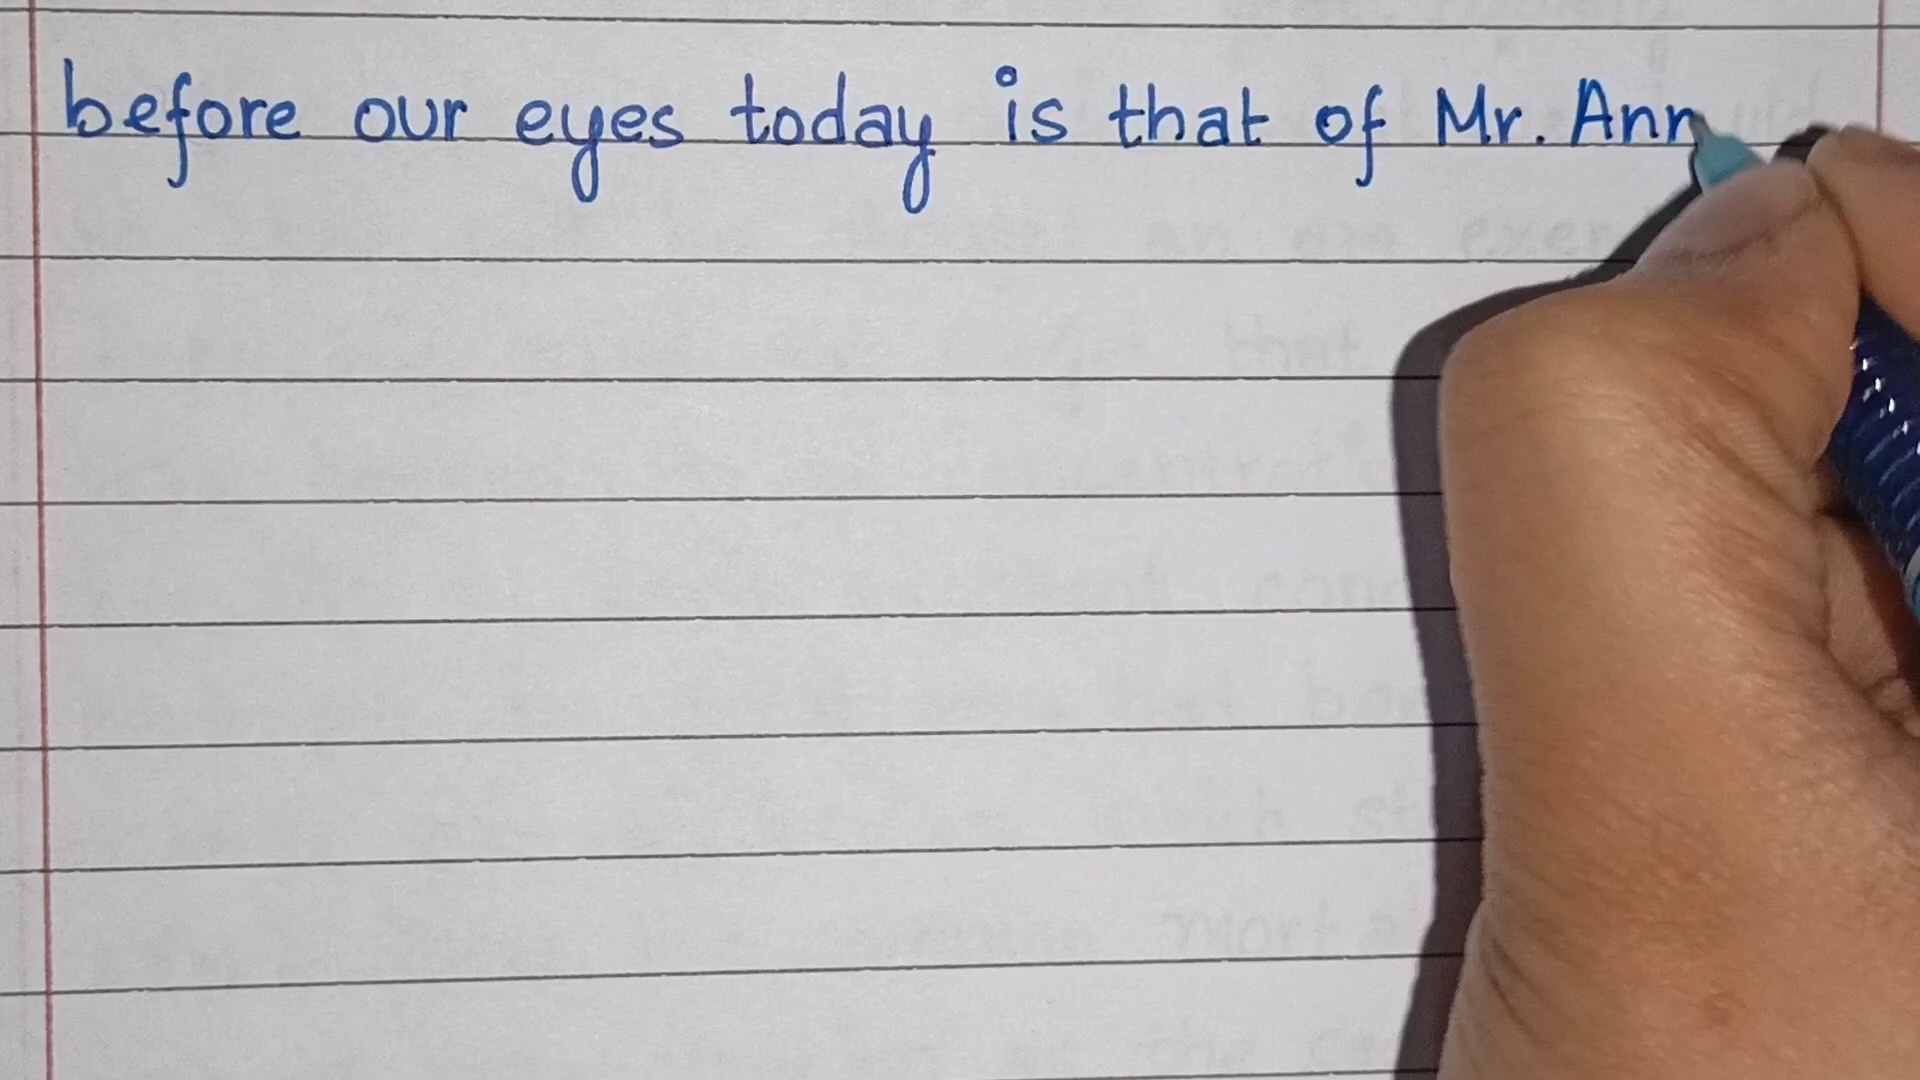 before our eyes today is that of Mr. Ann